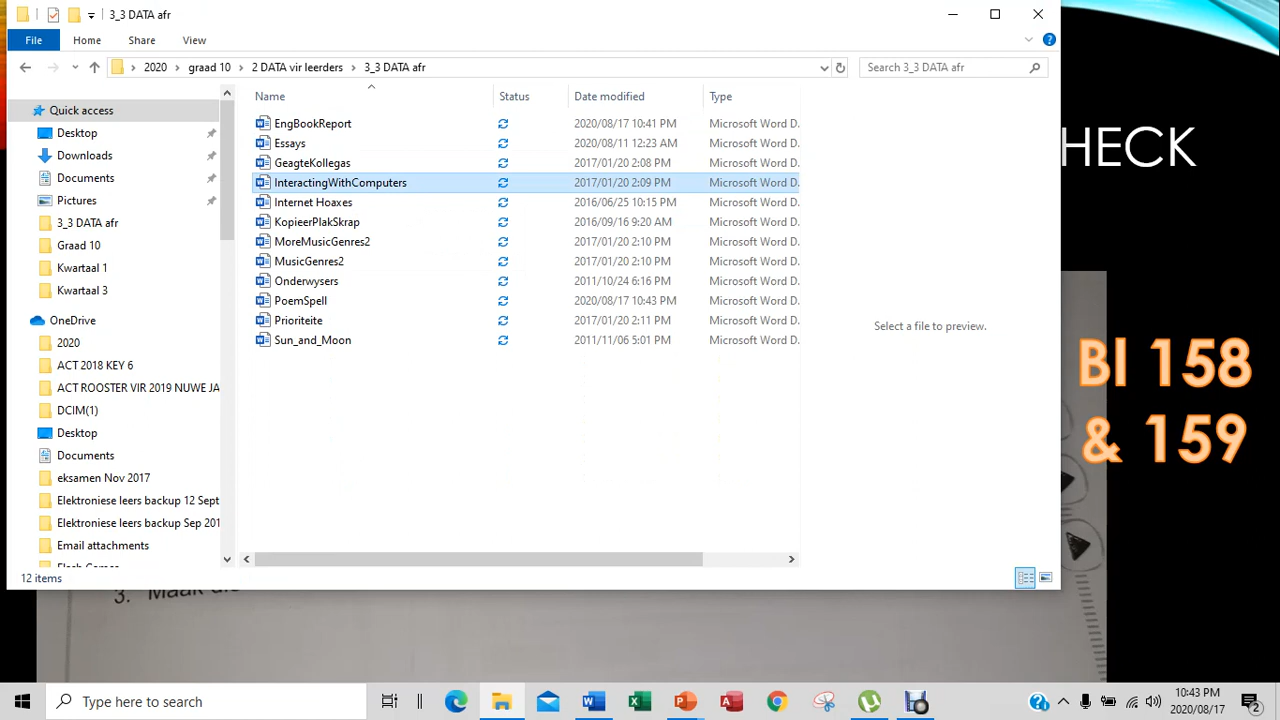 3_3 DATA afr
File Home Share View
2020 graad 10 2 DATA vir leerders 3_3 DATA afr Search 3_3 DATA afr
HECK
Name Status Date modified Type
Quick access
Desktop
Downloads
Documents
Pictures
3_3 DATA afr
Graad 10
Kwartaal 1
Kwartaal 3
OneDrive
2020
ACT 2018 KEY 6
ACT ROOSTER VIR 2019 NUWE JA
DCIM(1)
Desktop
Documents
eksamen Nov 2017
Elektroniese leers backup 12 Sept
Elektroniese leers backup Sep 201
Email attachments
EngBookReport 2020/08/17 10:41 PM Microsoft Word D.
Essays 2020/08/11 12:23 AM Microsoft Word D.
GeagteKollegas 2017/01/20 2:08 PM Microsoft Word D.
InteractingWithComputers 2017/01/20 2:09 PM Microsoft Word D.
Internet Hoaxes 2016/06/25 10:15 PM Microsoft Word D.
KopieerPlakSkrap 2016/09/16 9:20 AM Microsoft Word D.
MoreMusicGenres2 2017/01/20 2:10 PM Microsoft Word D.
MusicGenres2 2017/01/20 2:10 PM Microsoft Word D.
Onderwysers 2011/10/24 6:16 PM Microsoft Word D.
PoemSpell 2020/08/17 10:43 PM Microsoft Word D.
Prioriteite 2017/01/20 2:11 PM Microsoft Word D.
Sun_and_Moon 2011/11/06 5:01 PM Microsoft Word D.
Select a file to preview.
Bl 158
& 159
12 items
3. Maak
Type here to search
10:43 PM
2020/08/17
2